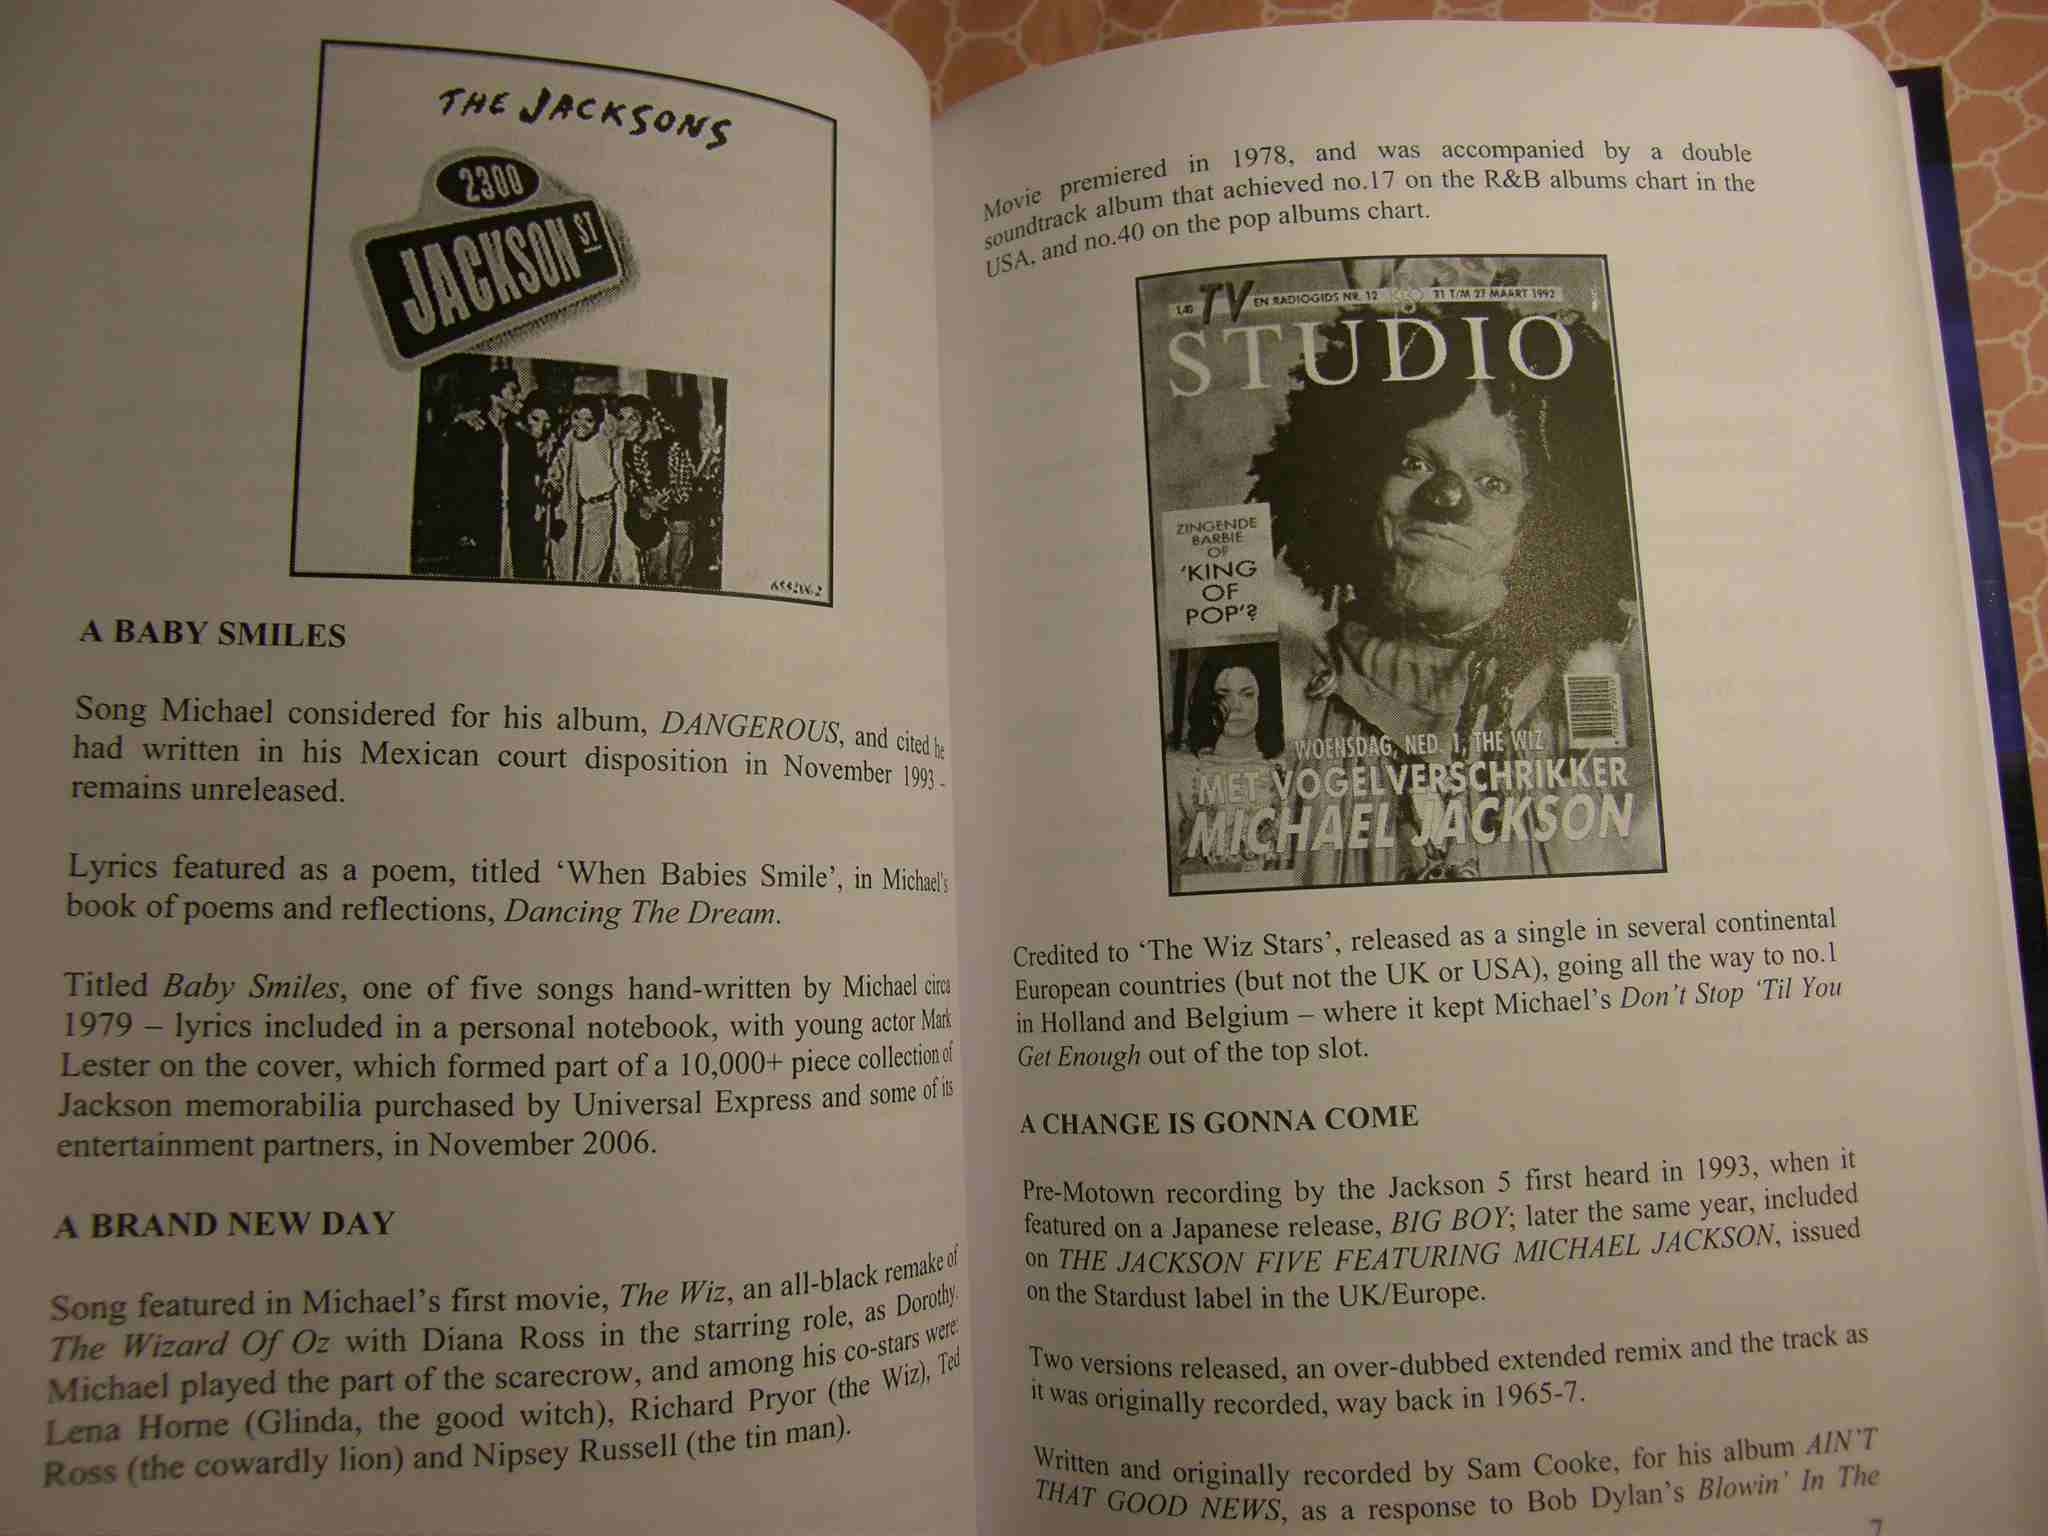 THE JACKSONS
2300
JACKSON ST
A BABY SMILES
Song Michael considered for his album, DANGEROUS, and cited he
had written in his Mexican court disposition in November 1993 -
remains unreleased.
Lyrics featured as a poem, titled ‘When Babies Smile’, in Michael's
book of poems and reflections, Dancing The Dream.
Titled Baby Smiles, one of five songs hand-written by Michael circa
1979 – lyrics included in a personal notebook, with young actor Mark
Lester on the cover, which formed part of a 10,000+ piece collection of
Jackson memorabilia purchased by Universal Express and some of its
entertainment partners, in November 2006.
A BRAND NEW DAY
Song featured in Michael’s first movie, The Wiz, an all-black remake of
The Wizard Of Oz with Diana Ross in the starring role, as Dorothy.
Michael played the part of the scarecrow, and among his co-stars were:
Lena Horne (Glinda, the good witch), Richard Pryor (the Wiz), Ted
Ross (the cowardly lion) and Nipsey Russell (the tin man).
Movie premiered in 1978, and was accompanied by a double
soundtrack album that achieved no.17 on the R&B albums chart in the
USA, and no.40 on the pop albums chart.
1,40 TV EN RADIOGIDS NR. 12 21 T/M 27 MAART 1992
STUDIO
ZINGENDE
BARBIE
OF
'KING
OF
POP'?
WOENSDAG, NED. 1, THE WIZ
MET VOGELVERSCHRIKKER
MICHAEL JACKSON
Credited to ‘The Wiz Stars’, released as a single in several continental
European countries (but not the UK or USA), going all the way to no.1
in Holland and Belgium – where it kept Michael’s Don’t Stop ‘Til You
Get Enough out of the top slot.
A CHANGE IS GONNA COME
Pre-Motown recording by the Jackson 5 first heard in 1993, when it
featured on a Japanese release, BIG BOY; later the same year, included
on THE JACKSON FIVE FEATURING MICHAEL JACKSON, issued
on the Stardust label in the UK/Europe.
Two versions released, an over-dubbed extended remix and the track as
it was originally recorded, way back in 1965-7.
Written and originally recorded by Sam Cooke, for his album AIN’T
THAT GOOD NEWS, as a response to Bob Dylan’s Blowin’ In The
7